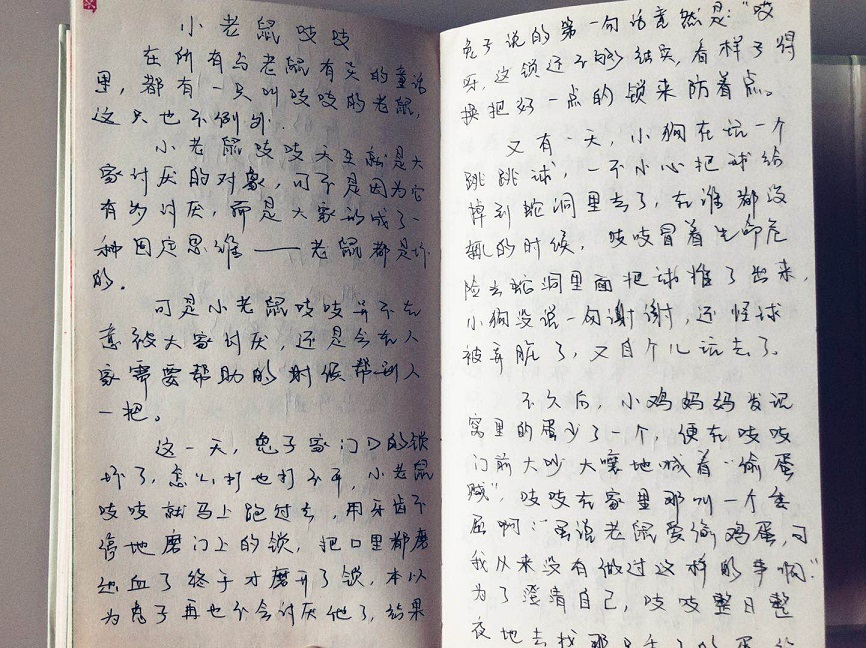 小老鼠吱吱
在所有与老鼠有关的童话
里，都有一只叫吱吱的老鼠，
这只也不例外．
小老鼠吱吱天生就是大
家讨厌的对象，可不是因为它
有为讨厌，而是大家形成了一
种固定思维——老鼠都是坏
的．
可是小老鼠吱吱并不在
意被大家讨厌，还是会在人
家需要帮助的时候帮别人
一把。
这一天，兔子家门口的锁
坏了，怎么打也打不开，小老鼠
吱吱就马上跑过去，用牙齿不
停地磨门上的锁，把口里都磨
出血了终于才磨开了锁，本以
为兔子再也不会讨厌他了，结果
兔子说的第一句话竟然是："哎
呀，这锁还不够结实，看样子得
换把好一点的锁来防着点。
又有一天，小狗在玩一个
跳跳球，一不小心把球给
掉到蛇洞里去了，在谁都没
辄的时候，吱吱冒着生命危
险去蛇洞里面把球推了出来，
小狗没说一句谢谢，还怪球
被弄脏了，又自个儿玩去了。
不久后，小鸡妈妈发现
窝里的蛋少了一个，便在吱吱
门前大吵大嚷地喊着"偷蛋
贼"，吱吱在家里那叫一个委
屈啊："虽说老鼠爱偷鸡蛋，可
我从来没有做过这样的事啊."
为了澄清自己，吱吱整日整
夜地去找那只丢了的蛋